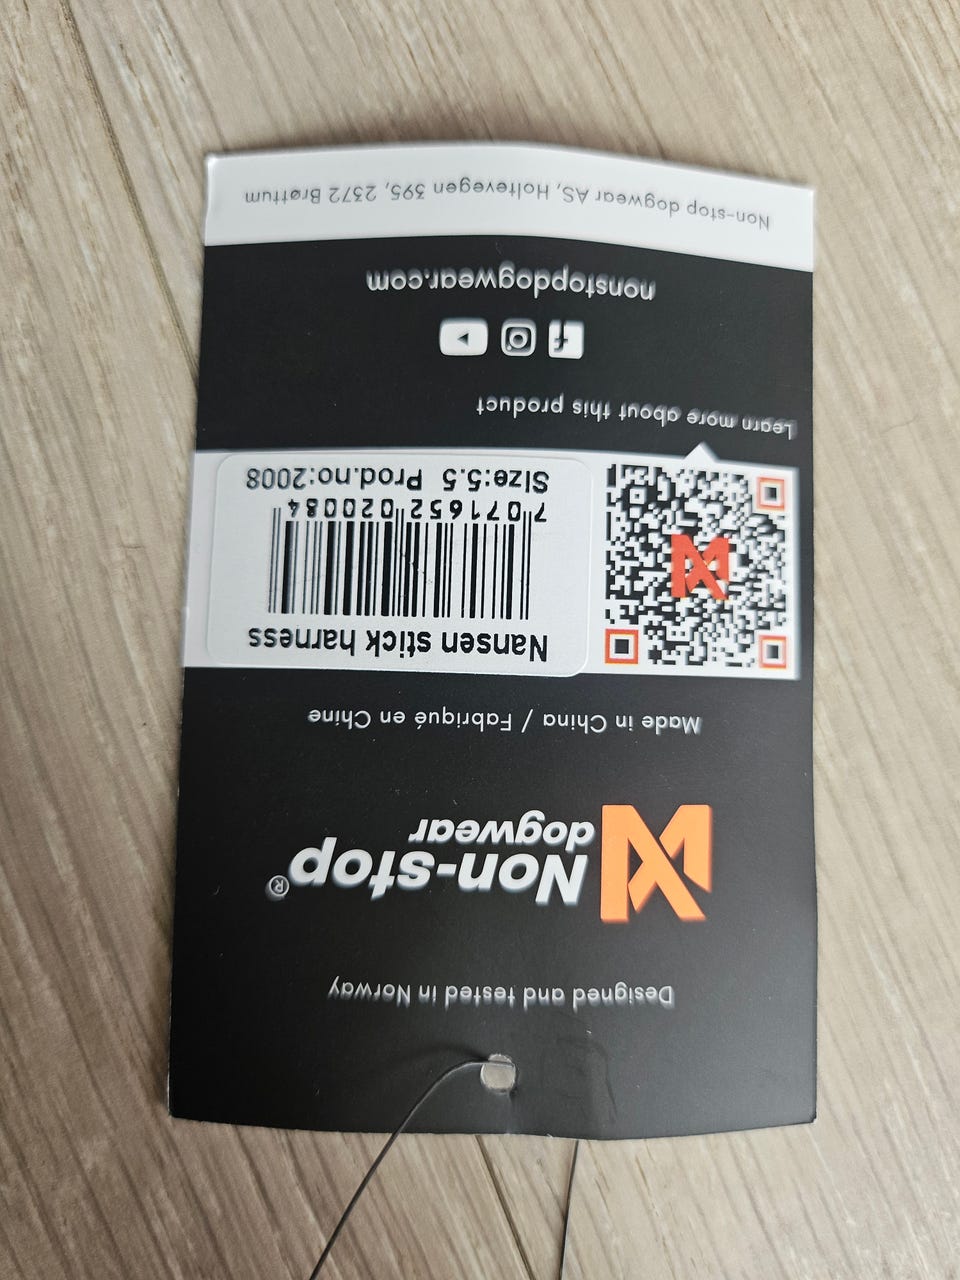 Designed and tested in Norway
Non-stop®
dogwear
Made in China / Fabriqué en Chine
Nansen stick harness
7 071652 020084
Size:5.5 Prod.no:2008
Learn more about this product
nonstopdogwear.com
Non-stop dogwear AS, Holtevegen 395, 2372 Brøttum